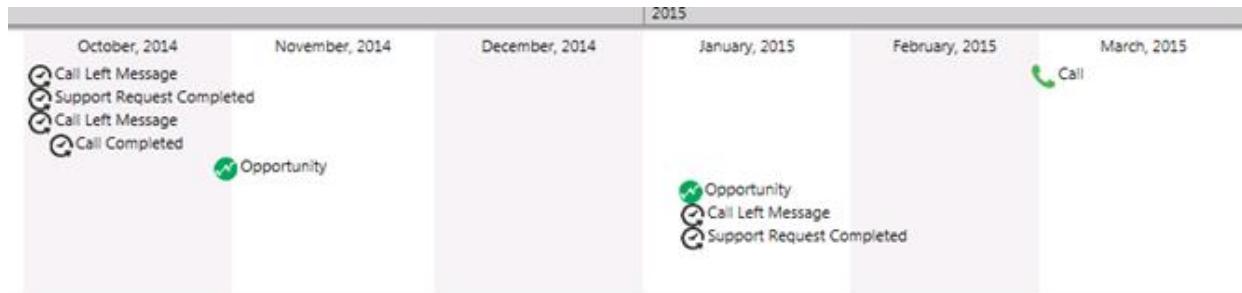 2015
October, 2014 November, 2014 December, 2014 January, 2015 February, 2015 March, 2015
Call Left Message Call
Support Request Completed
Call Left Message
Call Completed
Opportunity
Opportunity
Call Left Message
Support Request Completed